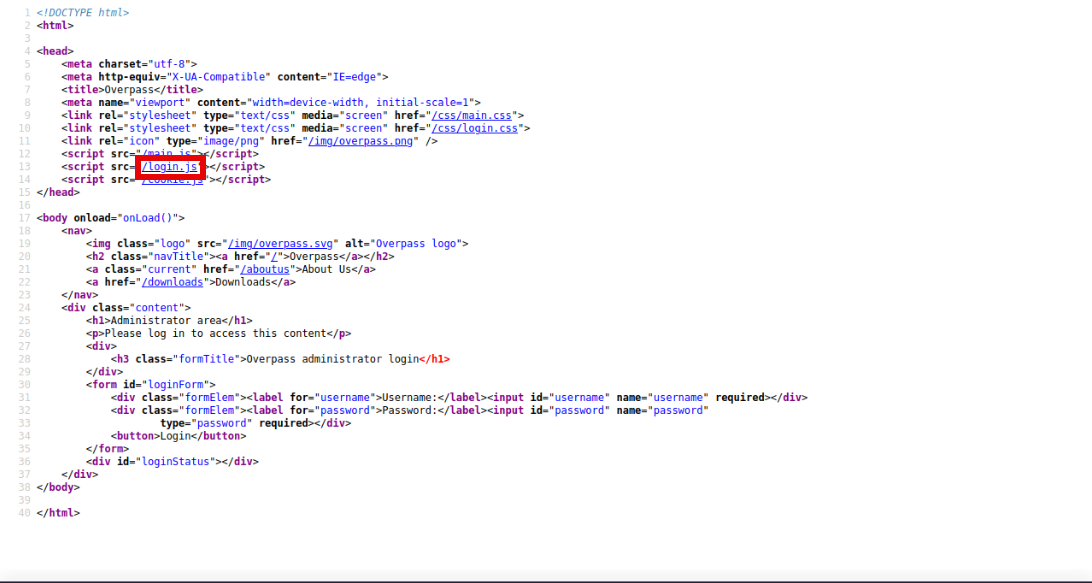 1 <!DOCTYPE html>
2 <html>
3
4 <head>
5 <meta charset="utf-8">
6 <meta http-equiv="X-UA-Compatible" content="IE=edge">
7 <title>Overpass</title>
8 <meta name="viewport" content="width=device-width, initial-scale=1">
9 <link rel="stylesheet" type="text/css" media="screen" href="/css/main.css">
10 <link rel="stylesheet" type="text/css" media="screen" href="/css/login.css">
11 <link rel="icon" type="image/png" href="/img/overpass.png" />
12 <script src="/main.js"></script>
13 <script src="/login.js"></script>
14 <script src="/cookie.js"></script>
15 </head>
16
17 <body onload="onLoad()">
18 <nav>
19 <img class="logo" src="/img/overpass.svg" alt="Overpass logo">
20 <h2 class="navTitle"><a href="/">Overpass</a></h2>
21 <a class="current" href="/aboutus">About Us</a>
22 <a href="/downloads">Downloads</a>
23 </nav>
24 <div class="content">
25 <h1>Administrator area</h1>
26 <p>Please log in to access this content</p>
27 <div>
28 <h3 class="formTitle">Overpass administrator login</h1>
29 </div>
30 <form id="loginForm">
31 <div class="formElem"><label for="username">Username:</label><input id="username" name="username" required></div>
32 <div class="formElem"><label for="password">Password:</label><input id="password" name="password"
33 type="password" required></div>
34 <button>Login</button>
35 </form>
36 <div id="loginStatus"></div>
37 </div>
38 </body>
39
40 </html>